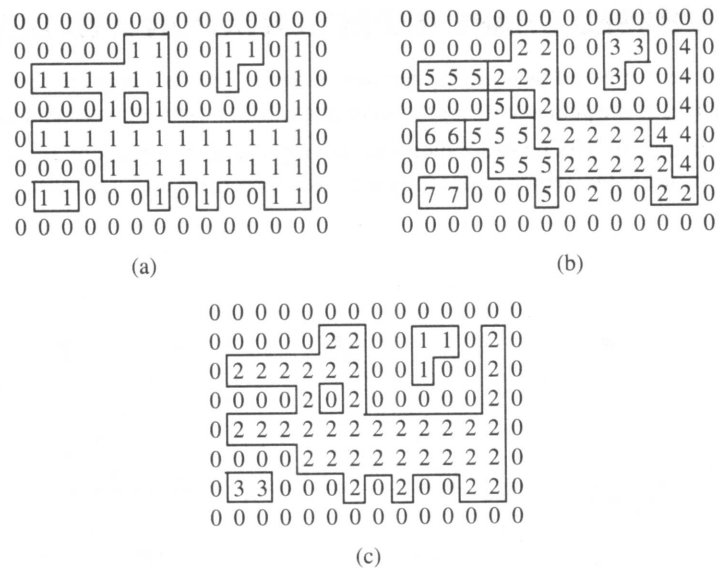 0 0 0 0 0 0 0 0 0 0 0 0 0 0
0 0 0 0 0 1 1 0 0 1 1 0 1 0
0 1 1 1 1 1 1 0 0 1 0 0 1 0
0 0 0 0 1 0 1 0 0 0 0 0 1 0
0 1 1 1 1 1 1 1 1 1 1 1 1 0
0 0 0 0 1 1 1 1 1 1 1 1 1 0
0 1 1 0 0 0 1 0 1 0 0 1 1 0
0 0 0 0 0 0 0 0 0 0 0 0 0 0
(a)
0 0 0 0 0 0 0 0 0 0 0 0 0 0
0 0 0 0 0 2 2 0 0 3 3 0 4 0
0 5 5 5 2 2 2 0 0 3 0 0 4 0
0 0 0 0 5 0 2 0 0 0 0 0 4 0
0 6 6 5 5 5 2 2 2 2 2 4 4 0
0 0 0 0 5 5 5 2 2 2 2 2 4 0
0 7 7 0 0 0 5 0 2 0 0 2 2 0
0 0 0 0 0 0 0 0 0 0 0 0 0 0
(b)
0 0 0 0 0 0 0 0 0 0 0 0 0 0
0 0 0 0 0 2 2 0 0 1 1 0 2 0
0 2 2 2 2 2 2 0 0 1 0 0 2 0
0 0 0 0 2 0 2 0 0 0 0 0 2 0
0 2 2 2 2 2 2 2 2 2 2 2 2 0
0 0 0 0 2 2 2 2 2 2 2 2 2 0
0 3 3 0 0 0 2 0 2 0 0 2 2 0
0 0 0 0 0 0 0 0 0 0 0 0 0 0
(c)